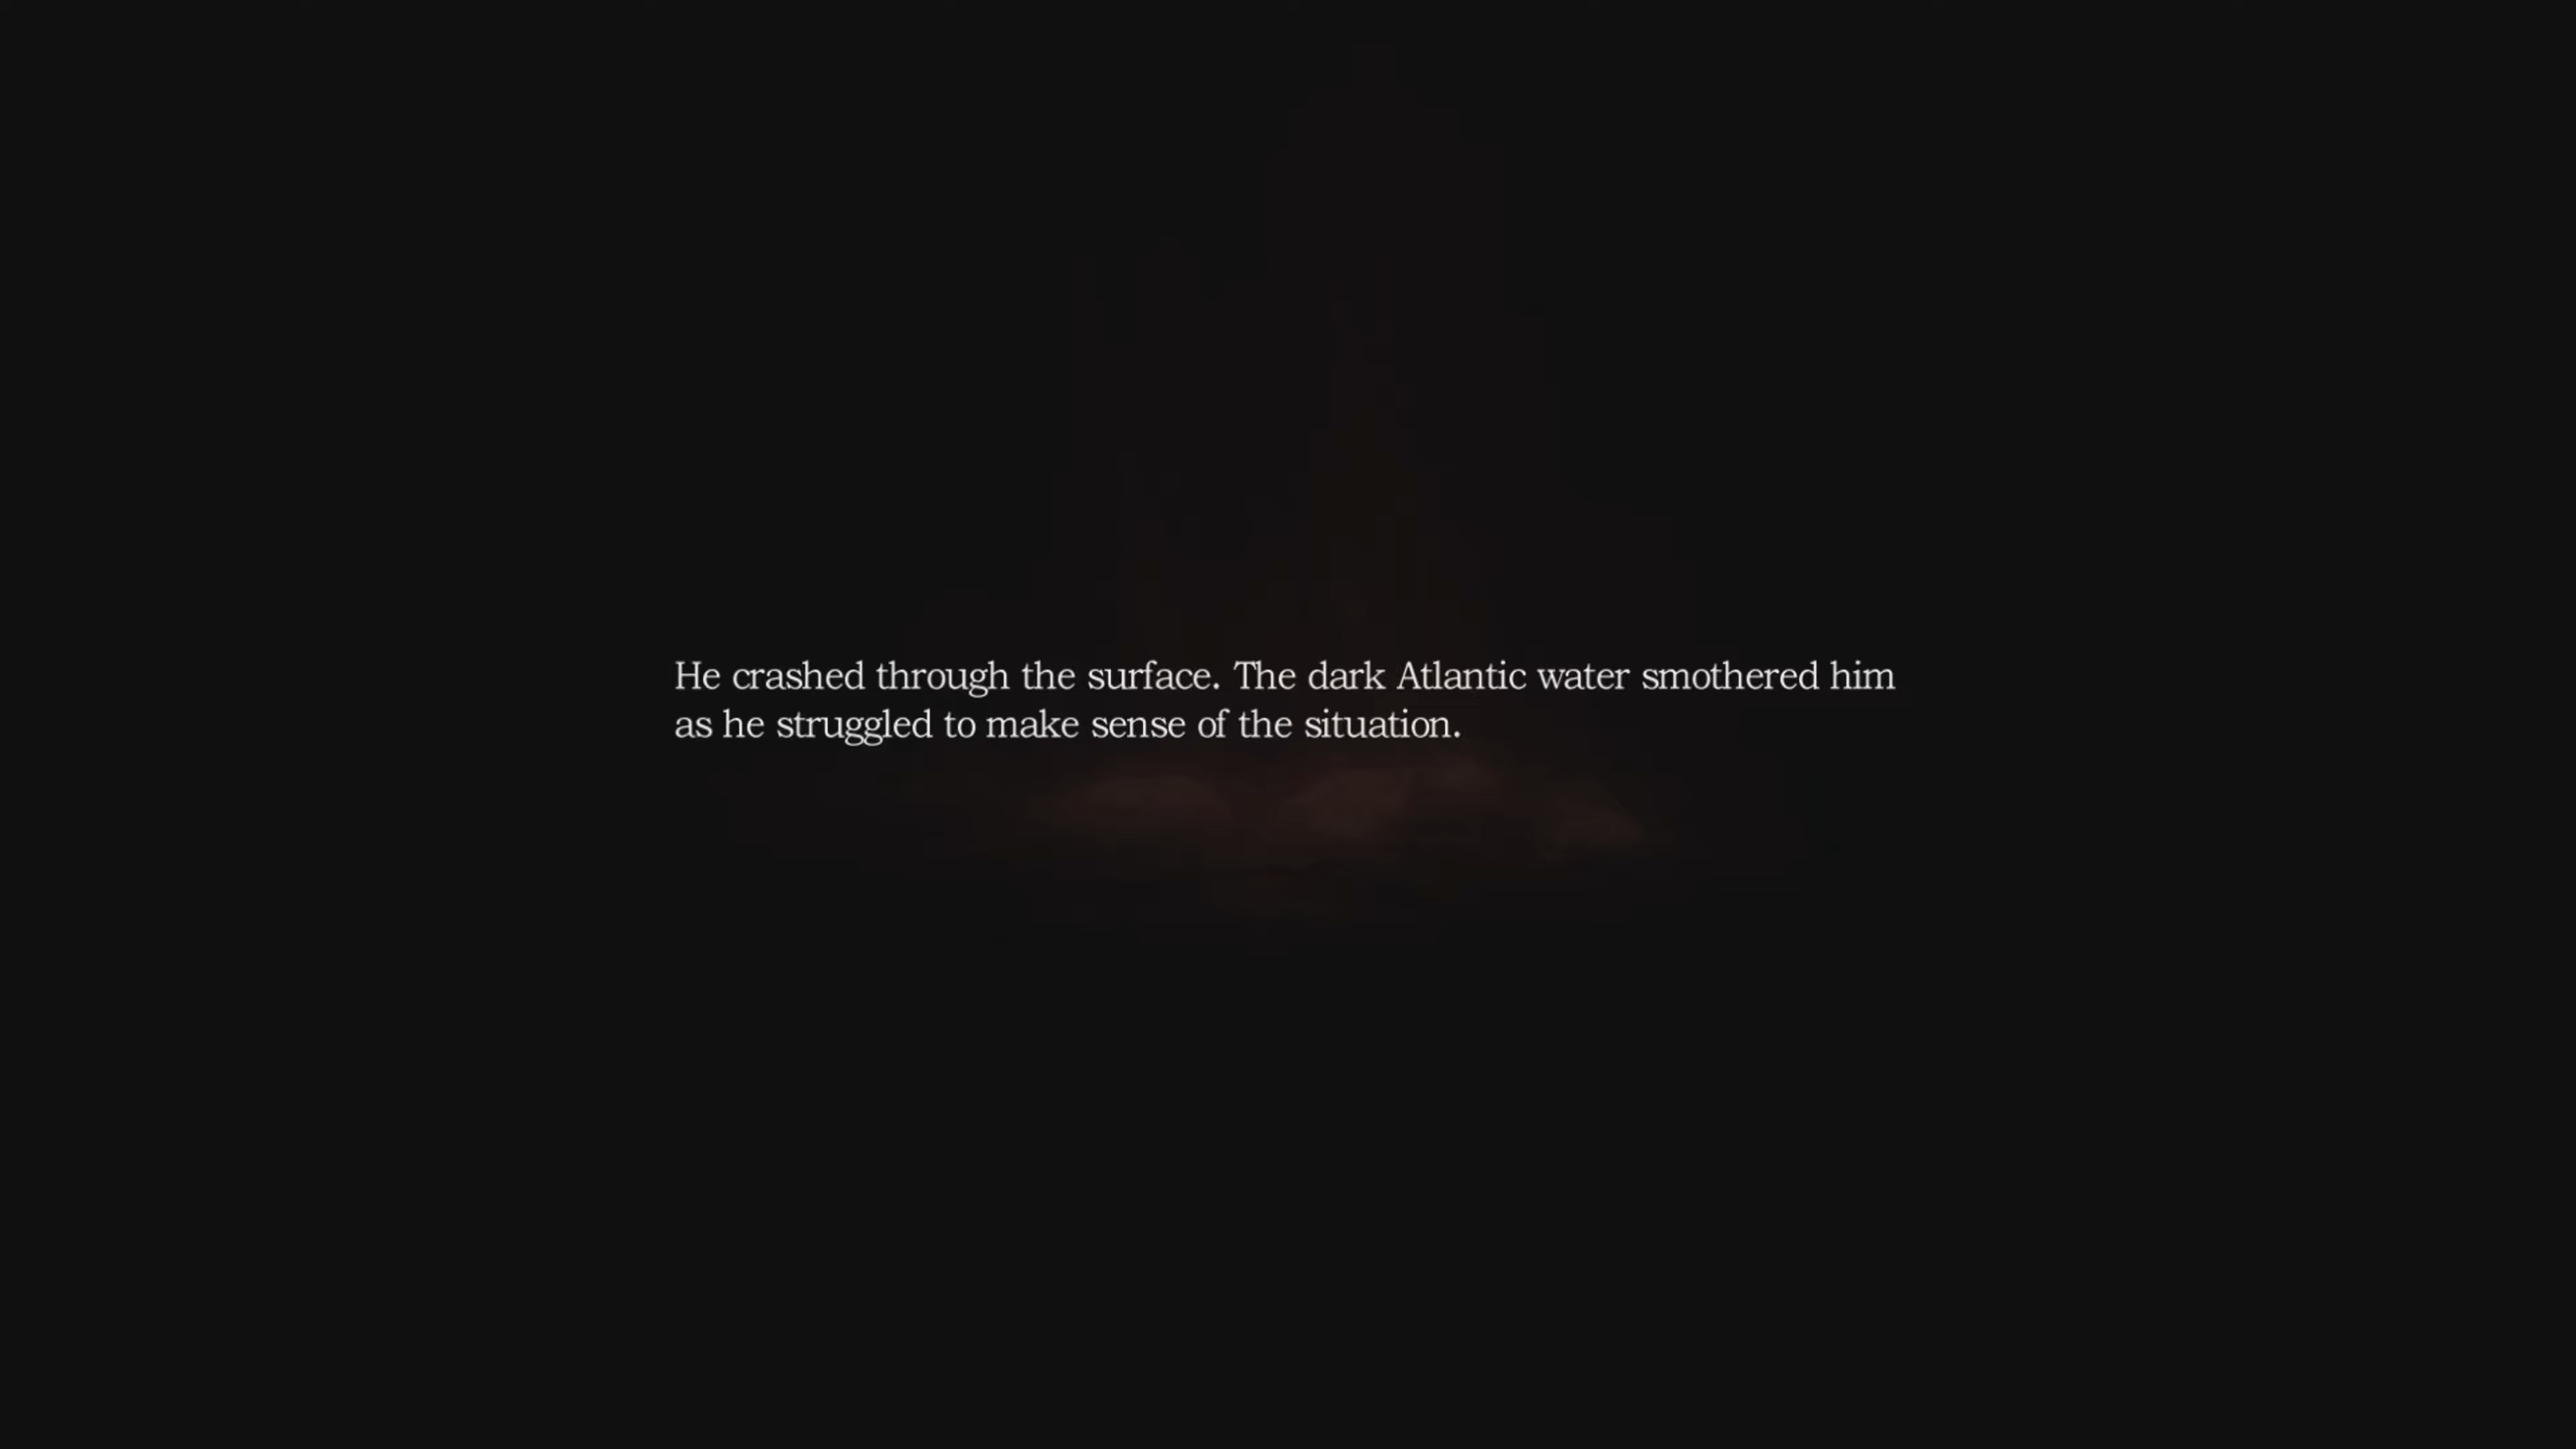 He crashed through the surface. The dark Atlantic water smothered him
as he struggled to make sense of the situation.